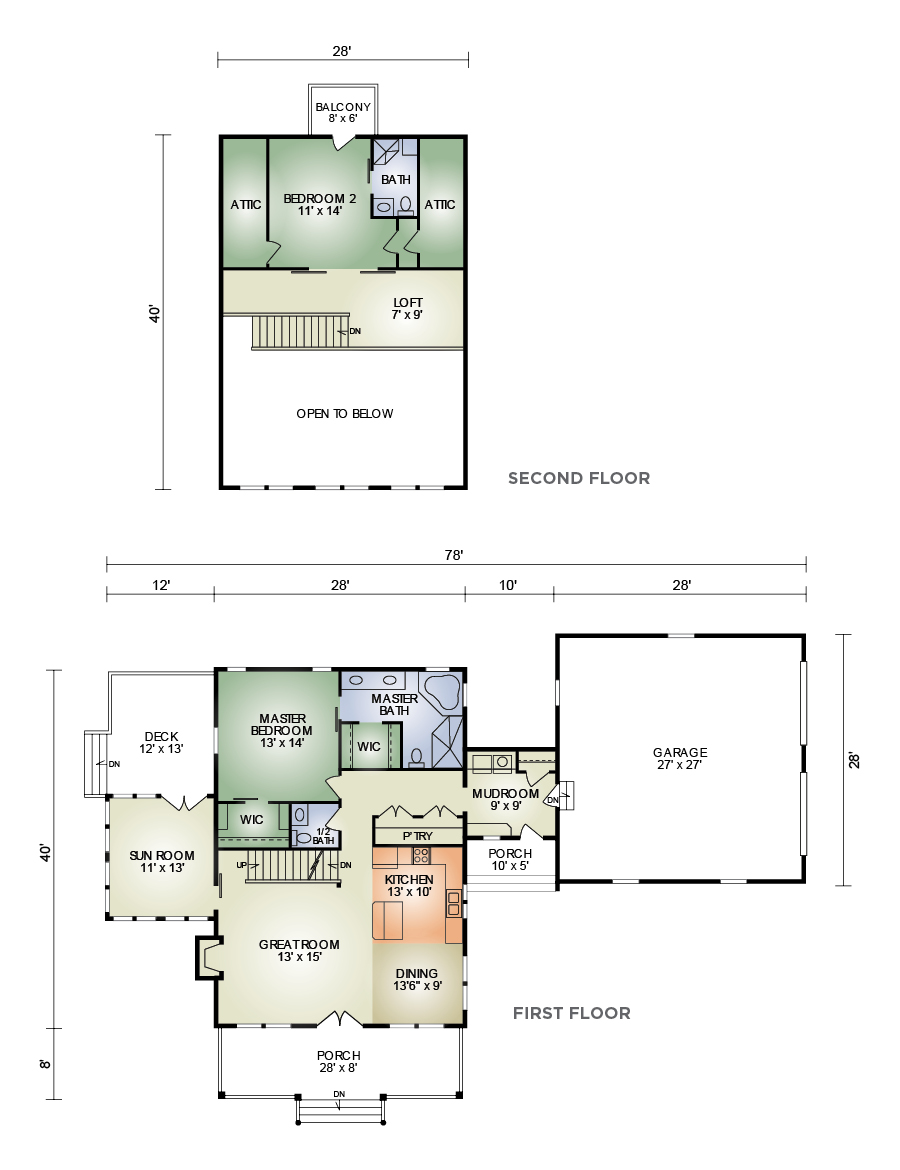 28'
BALCONY
8' x 6'
BATH
ATTIC
BEDROOM 2
11' x 14'
ATTIC
40'
LOFT
7' x 9'
DN
OPEN TO BELOW
SECOND FLOOR
78'
12'
28'
10'
28'
MASTER
BATH
MASTER
BEDROOM
13' x 14'
DECK
12' x 13'
WIC
GARAGE
27' x 27'
28'
DN
MUDROOM
9' x 9'
DN
WIC
1/2
BATH
P'TRY
40'
SUN ROOM
11' x 13'
UP
DN
PORCH
10' x 5'
KITCHEN
13' x 10'
GREAT ROOM
13' x 15'
DINING
13'6" x 9'
FIRST FLOOR
PORCH
28' x 8'
8'
DN